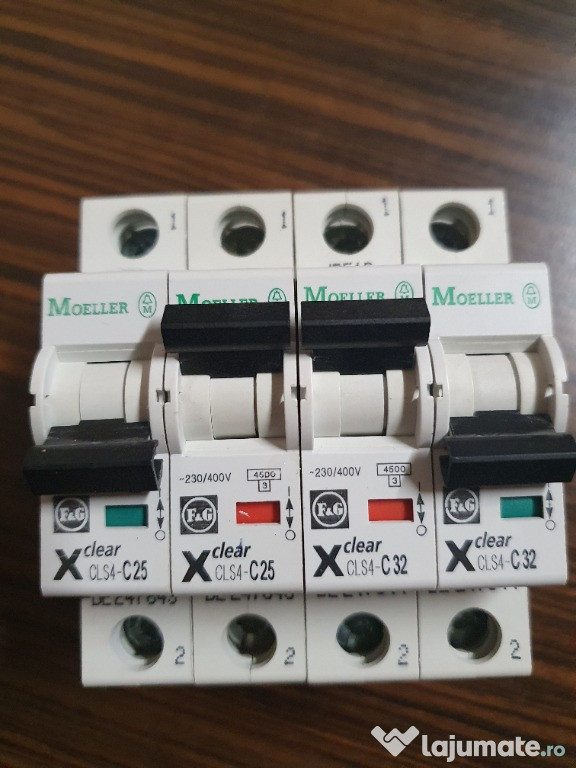 1 1 1 1
MOELLER M MOELLER M MOELLER M MOELLER M
~230/400V 4500 3 ~230/400V 4500 3
F&G F&G F&G F&G
X clear CLS4-C25 X clear CLS4-C25 X clear CLS4-C32 X clear CLS4-C32
2 2 2 2
lajumate.ro